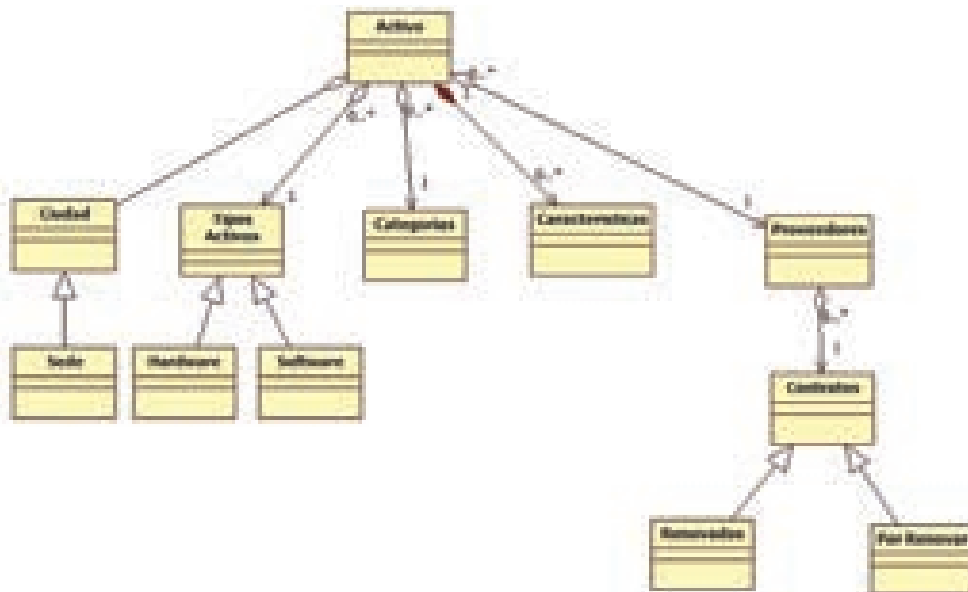 Activo
0..*
1
0..*
0..*
0..*
1
1
1
Ciudad
Tipos
Activos
Categorias
Caracteristicas
Proveedores
0..*
1
Sede
Hardware
Software
Contratos
Renovados
Por Renovar